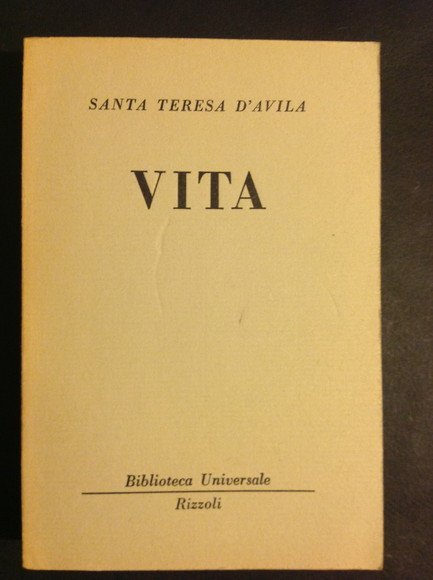 SANTA TERESA D'AVILA
VITA
Biblioteca Universale
Rizzoli